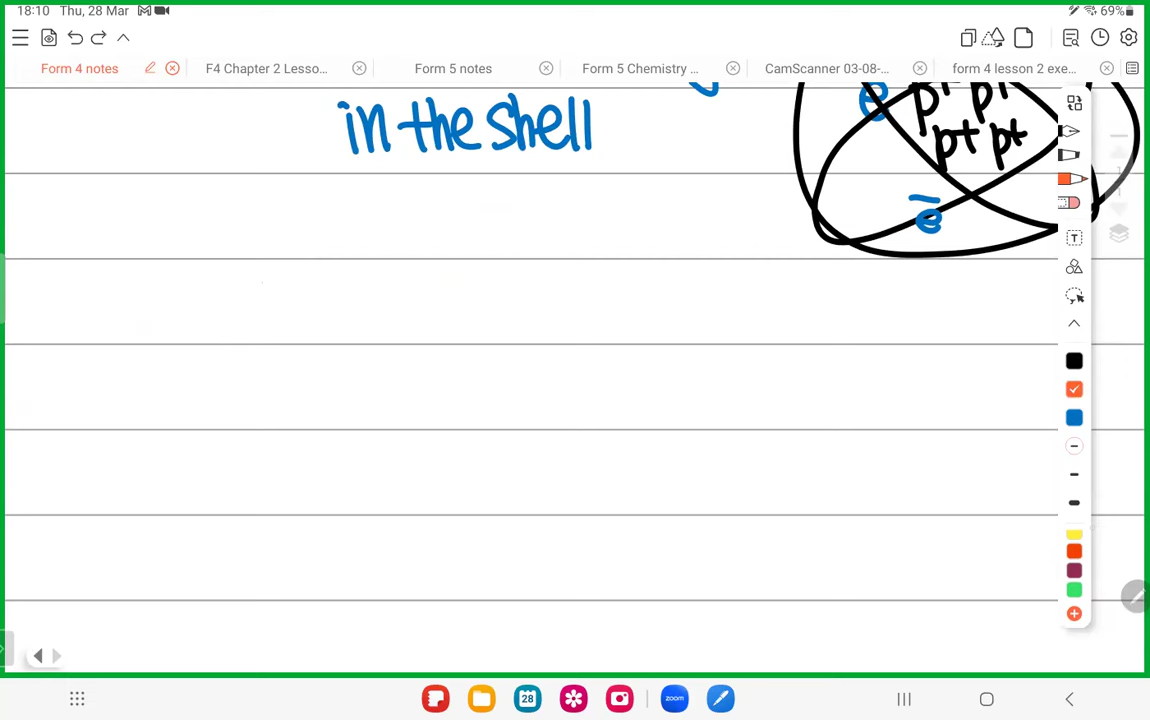 18:10 Thu, 28 Mar 69%
Form 4 notes F4 Chapter 2 Lesso... Form 5 notes Form 5 Chemistry ... CamScanner 03-08-... form 4 lesson 2 exe...
in the shell
e p+ p+
p+ p+
e
T
28 zoom